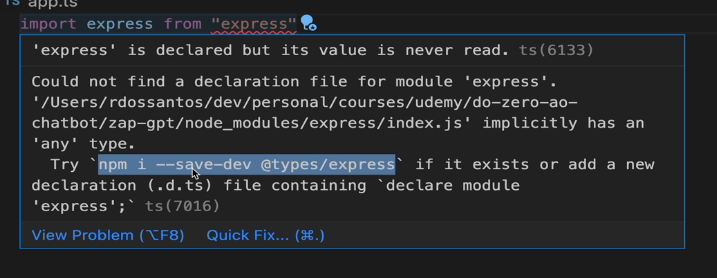 TS app.ts
import express from "express"
'express' is declared but its value is never read. ts(6133)
Could not find a declaration file for module 'express'.
'/Users/rdossantos/dev/personal/courses/udemy/do-zero-ao-
chatbot/zap-gpt/node_modules/express/index.js' implicitly has an
'any' type.
Try `npm i --save-dev @types/express` if it exists or add a new
declaration (.d.ts) file containing `declare module
'express';` ts(7016)
View Problem (⌥F8) Quick Fix... (⌘.)